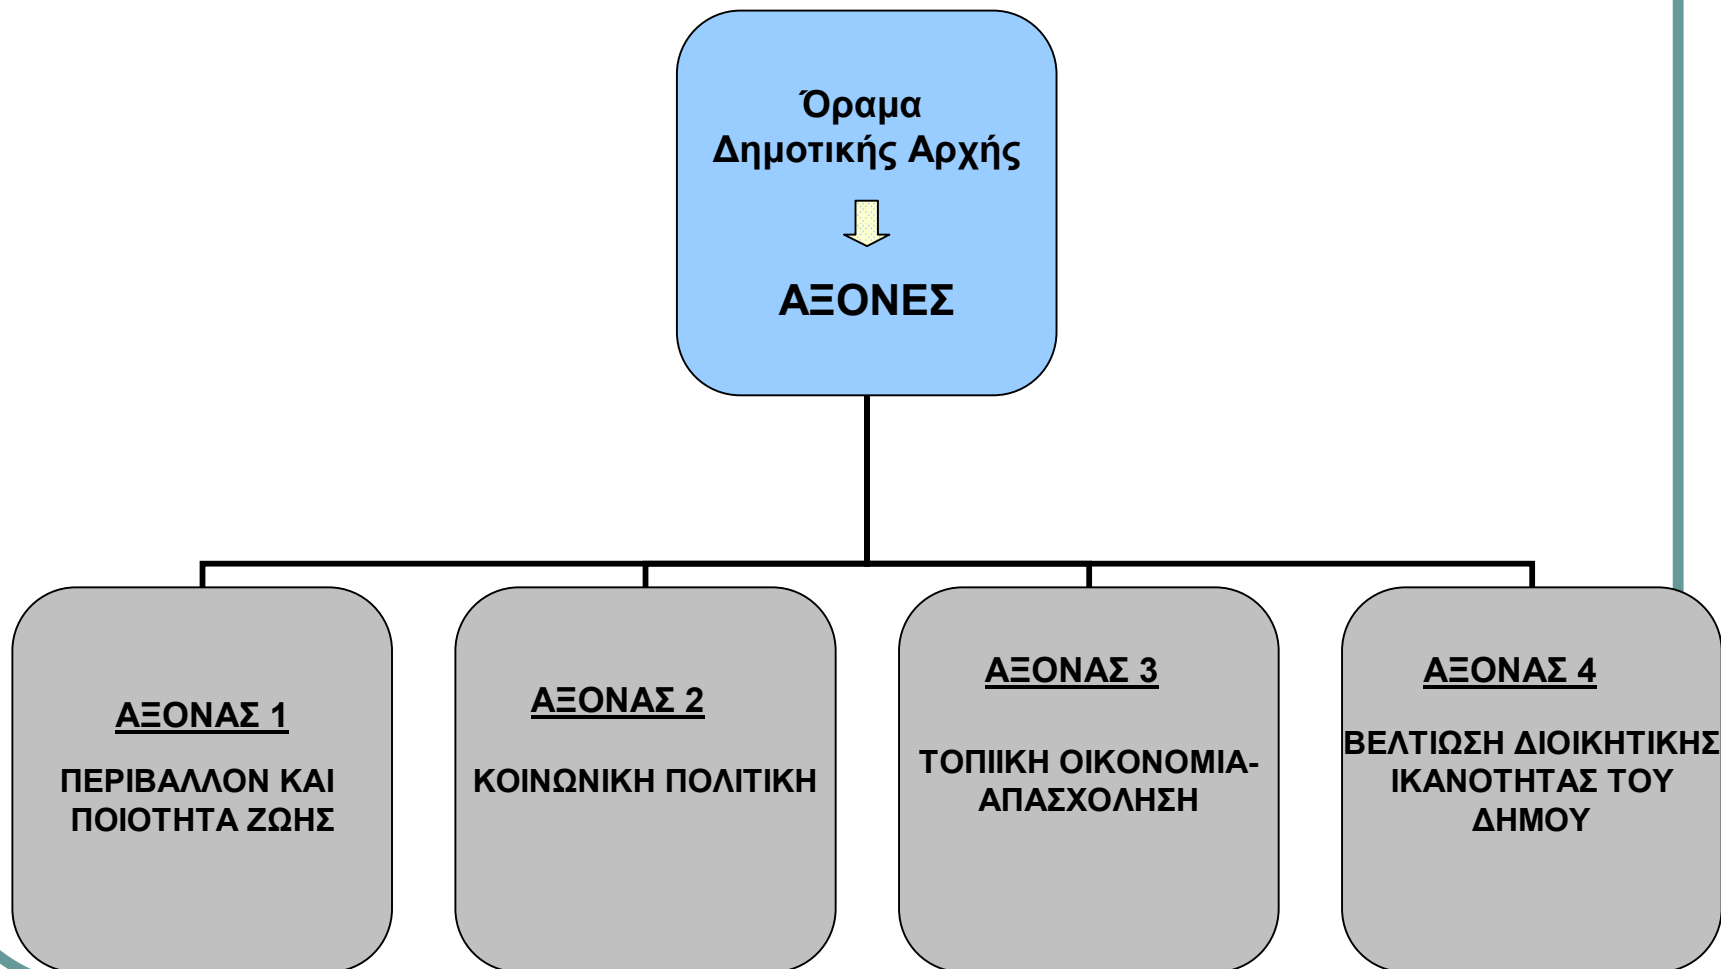 Όραμα
Δημοτικής Αρχής
ΑΞΟΝΕΣ
ΑΞΟΝΑΣ 1
ΠΕΡΙΒΑΛΛΟΝ ΚΑΙ
ΠΟΙΟΤΗΤΑ ΖΩΗΣ
ΑΞΟΝΑΣ 2
ΚΟΙΝΩΝΙΚΗ ΠΟΛΙΤΙΚΗ
ΑΞΟΝΑΣ 3
ΤΟΠΙΙΚΗ ΟΙΚΟΝΟΜΙΑ-
ΑΠΑΣΧΟΛΗΣΗ
ΑΞΟΝΑΣ 4
ΒΕΛΤΙΩΣΗ ΔΙΟΙΚΗΤΙΚΗΣ
ΙΚΑΝΟΤΗΤΑΣ ΤΟΥ
ΔΗΜΟΥ